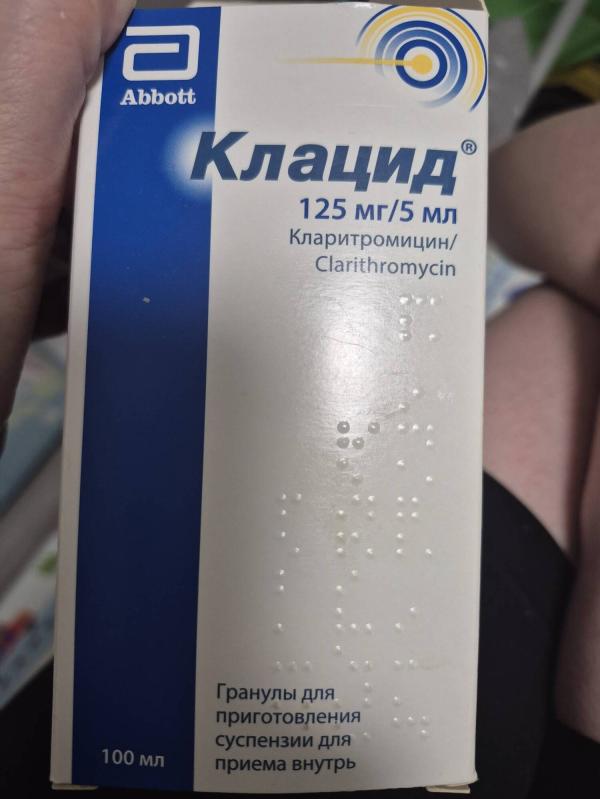 Abbott
Клацид®
125 мг/5 мл
Кларитромицин/
Clarithromycin
Гранулы для
приготовления
суспензии для
приема внутрь
100 мл